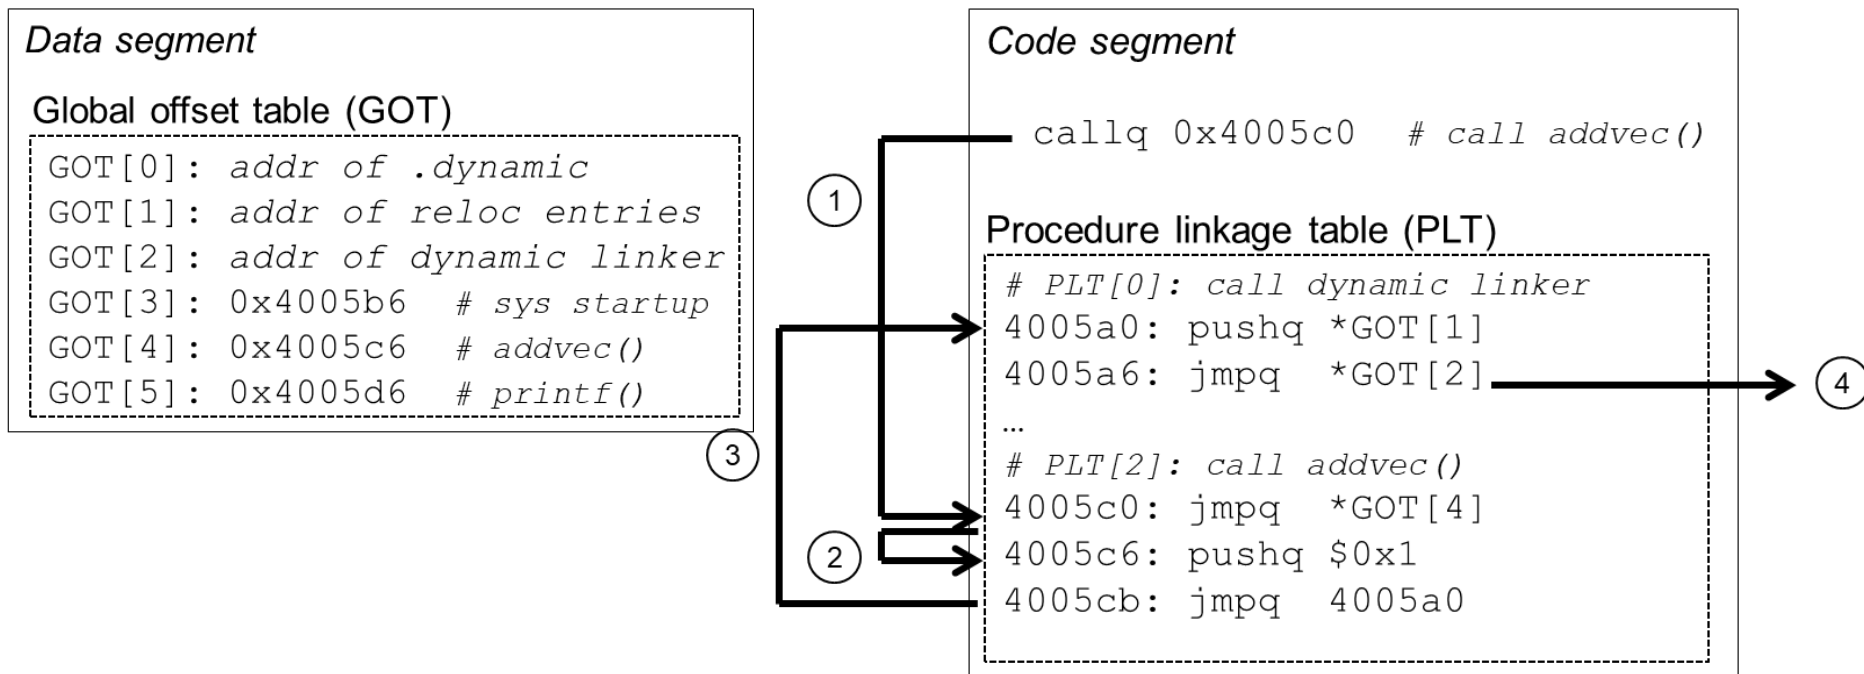 Data segment
Global offset table (GOT)
GOT[0]: addr of .dynamic
GOT[1]: addr of reloc entries
GOT[2]: addr of dynamic linker
GOT[3]: 0x4005b6 # sys startup
GOT[4]: 0x4005c6 # addvec()
GOT[5]: 0x4005d6 # printf()
1
2
3
Code segment
callq 0x4005c0 # call addvec()
Procedure linkage table (PLT)
# PLT[0]: call dynamic linker
4005a0: pushq *GOT[1]
4005a6: jmpq *GOT[2]
…
# PLT[2]: call addvec()
4005c0: jmpq *GOT[4]
4005c6: pushq $0x1
4005cb: jmpq 4005a0
4